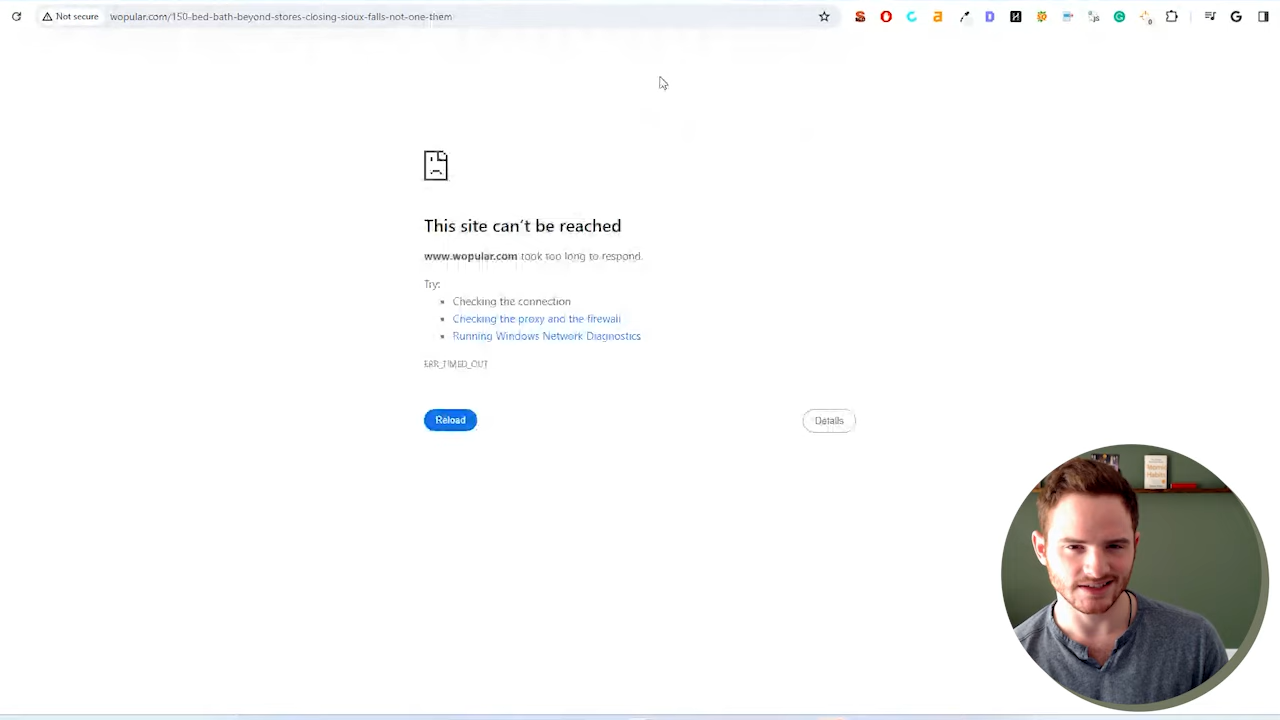 Not secure
wopular.com/150-bed-bath-beyond-stores-closing-sioux-falls-not-one-them
This site can't be reached
www.wopular.com took too long to respond.
Try:
Checking the connection
Checking the proxy and the firewall
Running Windows Network Diagnostics
ERR_TIMED_OUT
Reload
Details